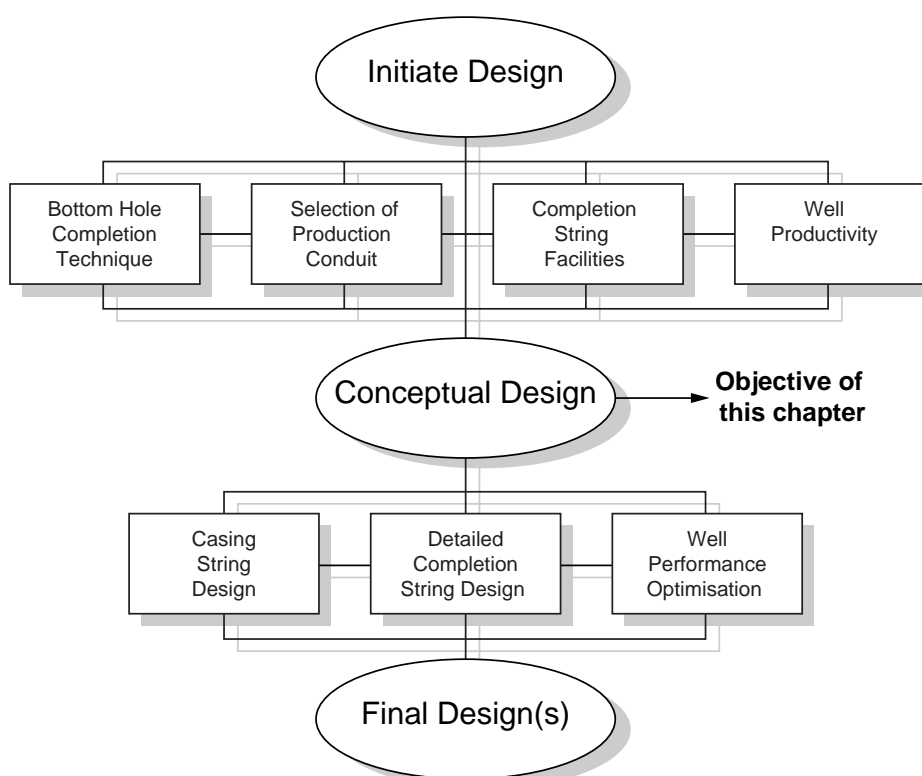 Initiate Design
Bottom Hole
Completion
Technique
Selection of
Production
Conduit
Completion
String
Facilities
Well
Productivity
Conceptual Design
Objective of
this chapter
Casing
String
Design
Detailed
Completion
String Design
Well
Performance
Optimisation
Final Design(s)